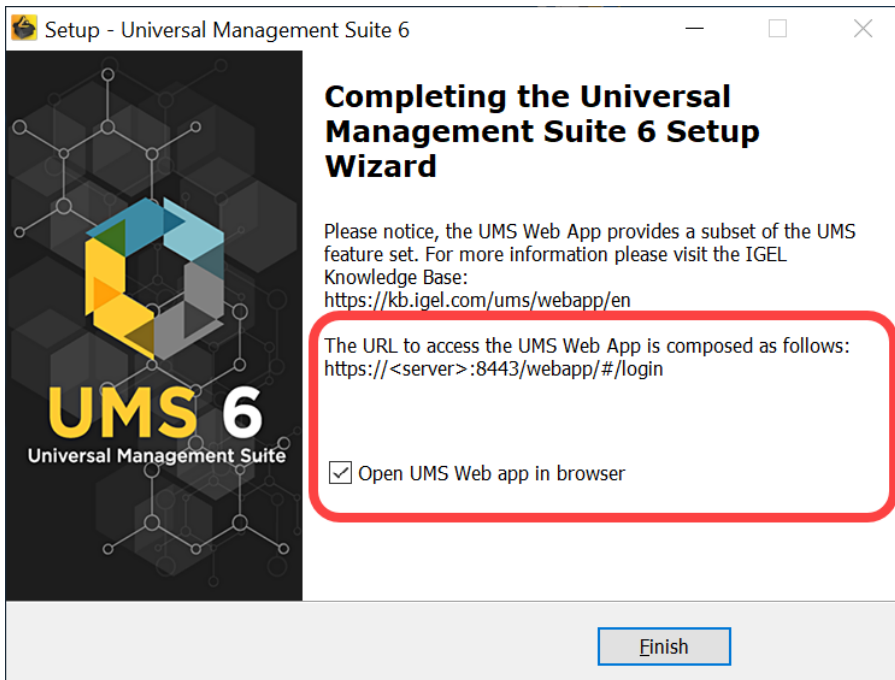 Setup - Universal Management Suite 6
Completing the Universal
Management Suite 6 Setup
Wizard
Please notice, the UMS Web App provides a subset of the UMS
feature set. For more information please visit the IGEL
Knowledge Base:
https://kb.igel.com/ums/webapp/en
The URL to access the UMS Web App is composed as follows:
https://<server>:8443/webapp/#/login
UMS 6
Universal Management Suite
Open UMS Web app in browser
Finish